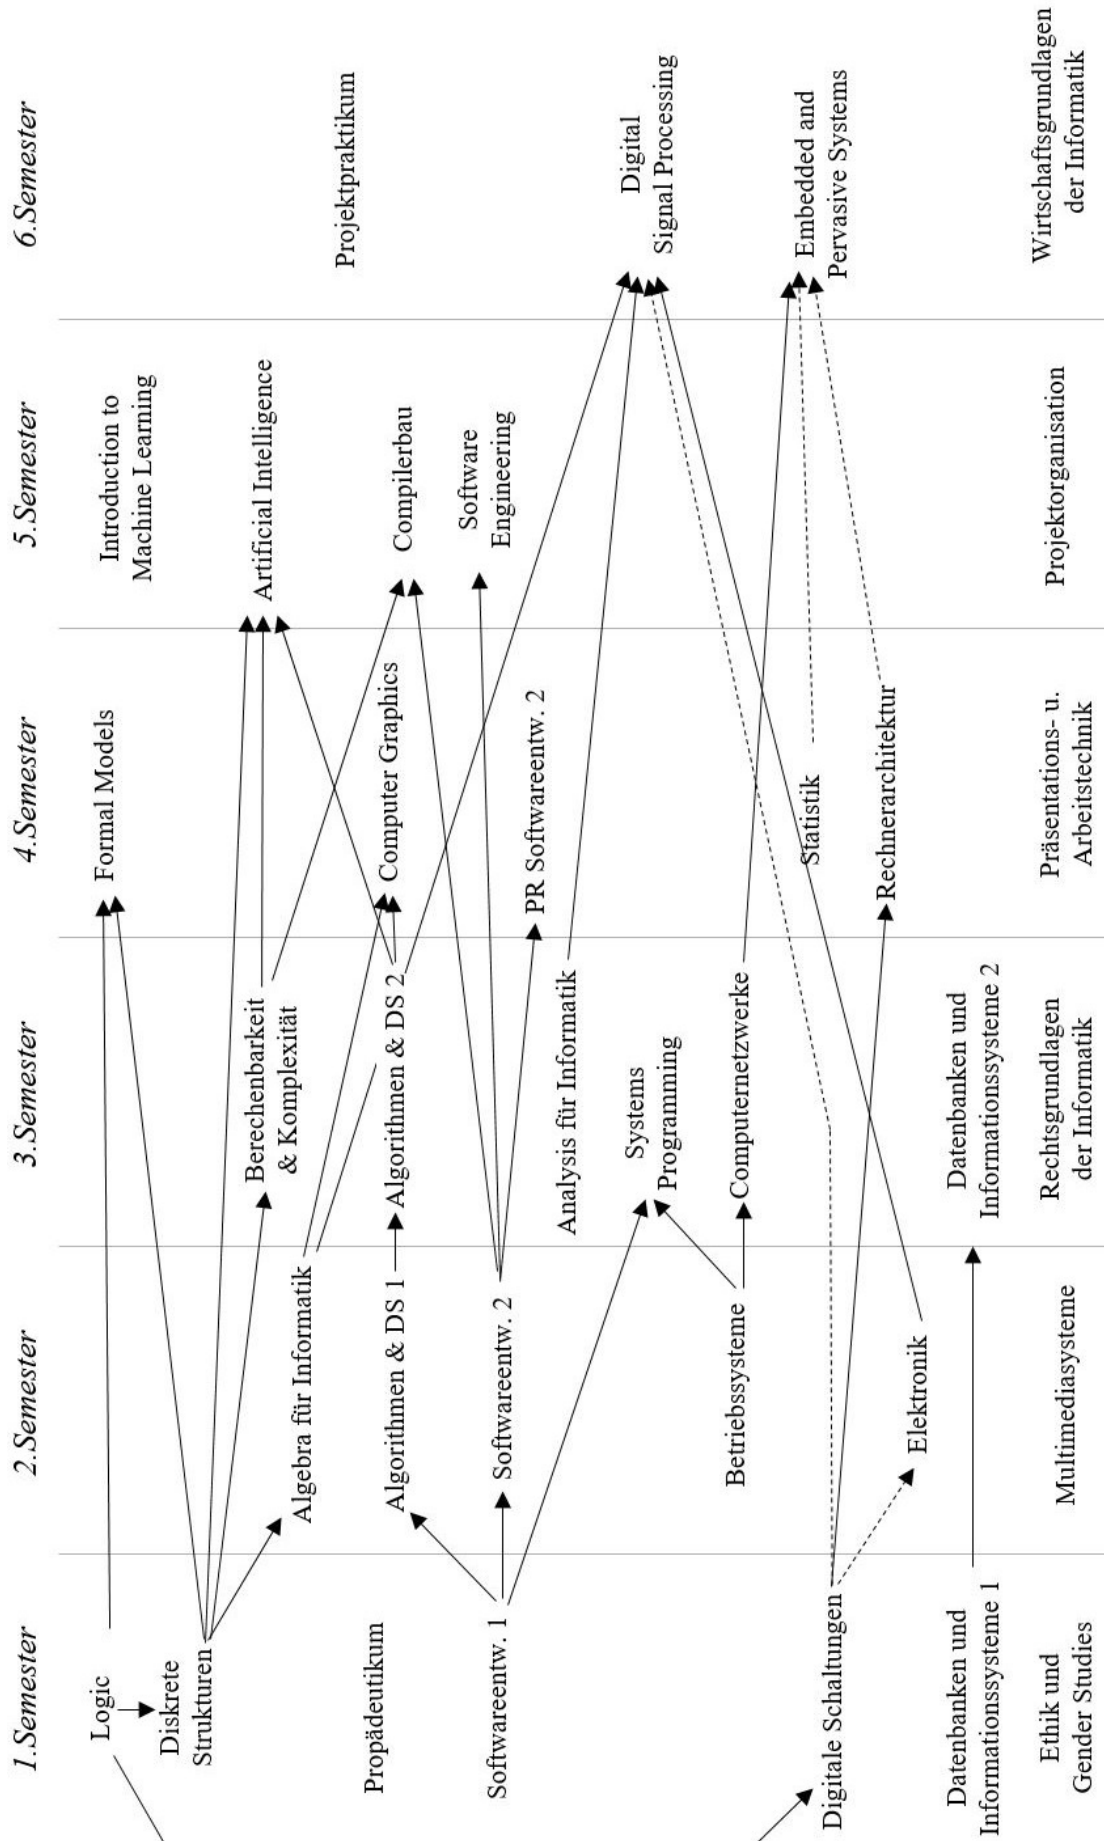 1.Semester
2.Semester
3.Semester
4.Semester
5.Semester
6.Semester
Logic
Diskrete
Strukturen
Propädeutikum
Softwareentw. 1
Digitale Schaltungen
Datenbanken und
Informationssysteme 1
Ethik und
Gender Studies
Algebra für Informatik
Algorithmen & DS 1
Softwareentw. 2
Betriebssysteme
Elektronik
Multimediasysteme
Berechenbarkeit
& Komplexität
Algorithmen & DS 2
Analysis für Informatik
Systems
Programming
Computernetzwerke
Datenbanken und
Informationssysteme 2
Rechtsgrundlagen
der Informatik
Formal Models
Computer Graphics
PR Softwareentw. 2
Statistik
Rechnerarchitektur
Präsentations- u.
Arbeitstechnik
Introduction to
Machine Learning
Artificial Intelligence
Compilerbau
Software
Engineering
Projektorganisation
Projektpraktikum
Digital
Signal Processing
Embedded and
Pervasive Systems
Wirtschaftsgrundlagen
der Informatik